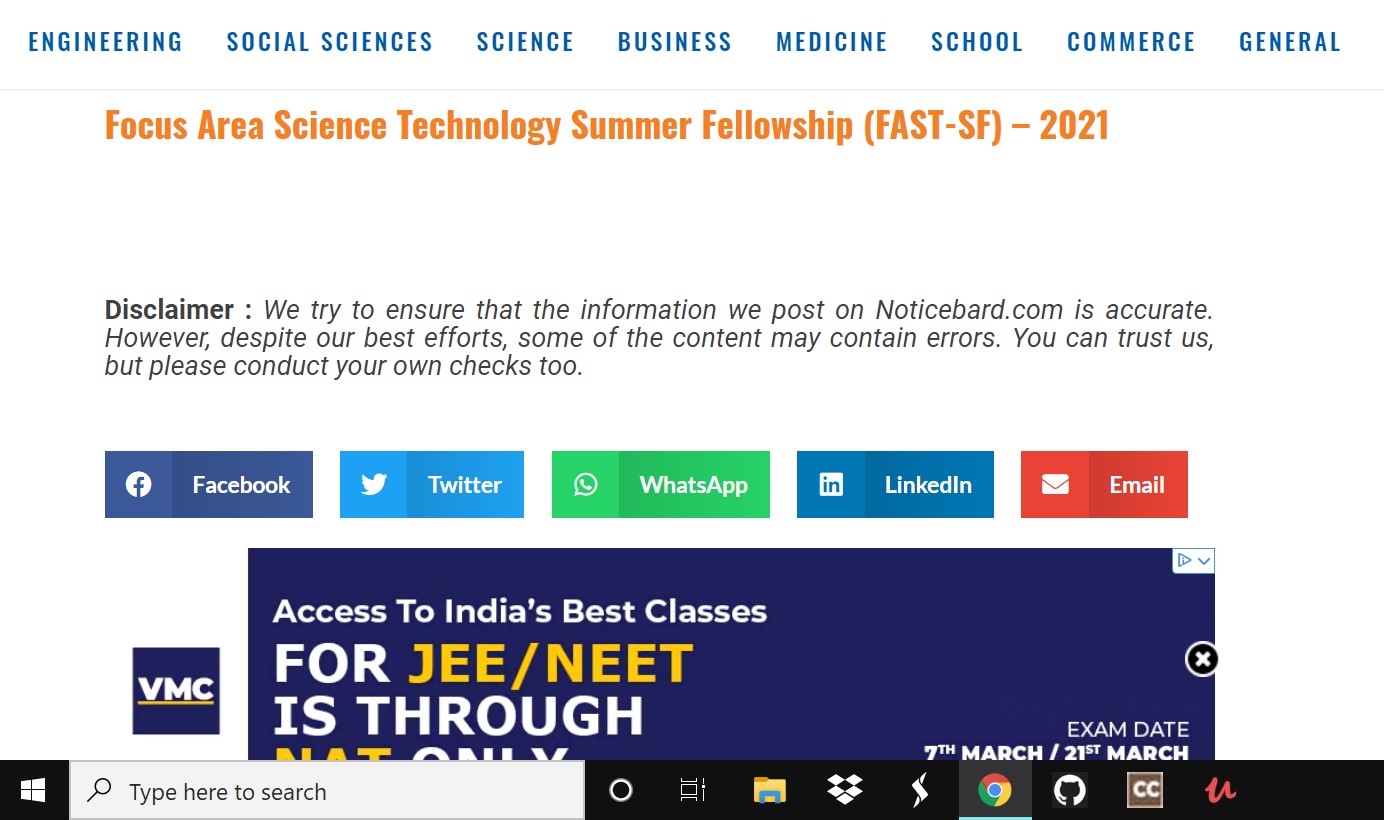 ENGINEERING SOCIAL SCIENCES SCIENCE BUSINESS MEDICINE SCHOOL COMMERCE GENERAL
Focus Area Science Technology Summer Fellowship (FAST-SF) – 2021
Disclaimer : We try to ensure that the information we post on Noticebard.com is accurate.
However, despite our best efforts, some of the content may contain errors. You can trust us,
but please conduct your own checks too.
Facebook Twitter WhatsApp LinkedIn Email
Access To India's Best Classes
FOR JEE/NEET
IS THROUGH
NAT ONLY
VMC
EXAM DATE
7TH MARCH / 21ST MARCH
Type here to search
CC